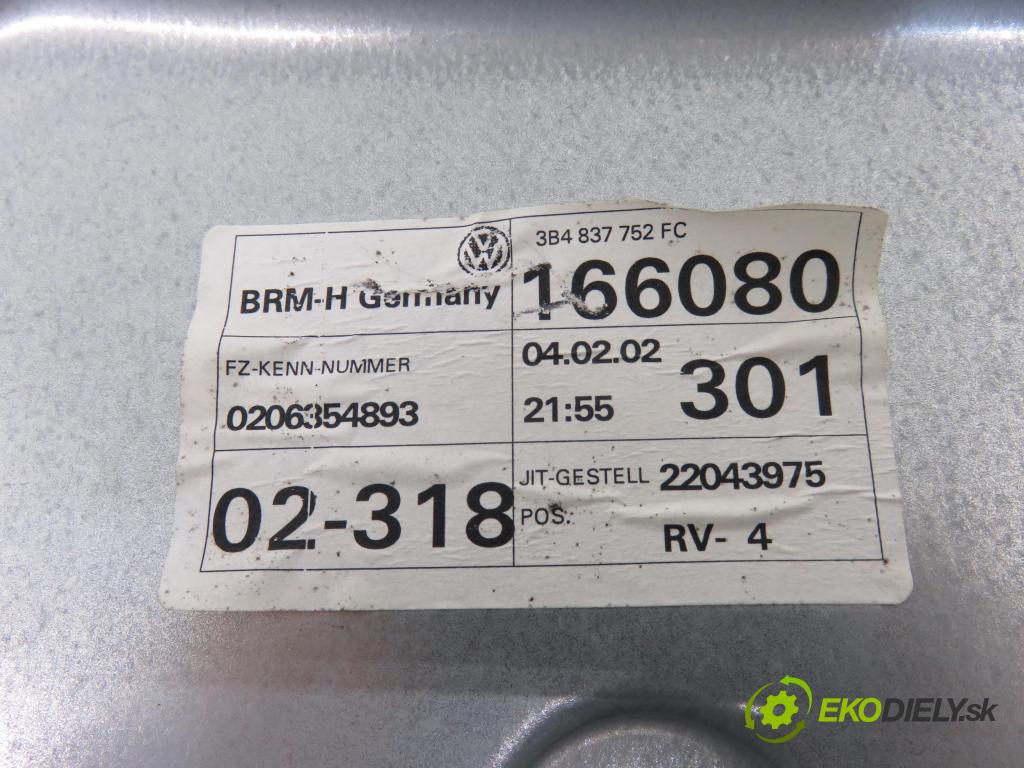 3B4 837 752 FC
BRM-H Germany
166080
FZ-KENN-NUMMER
0206354893
04.02.02
21:55
301
02-318
JIT-GESTELL 22043975
POS.
RV- 4
EKODIELY.sk